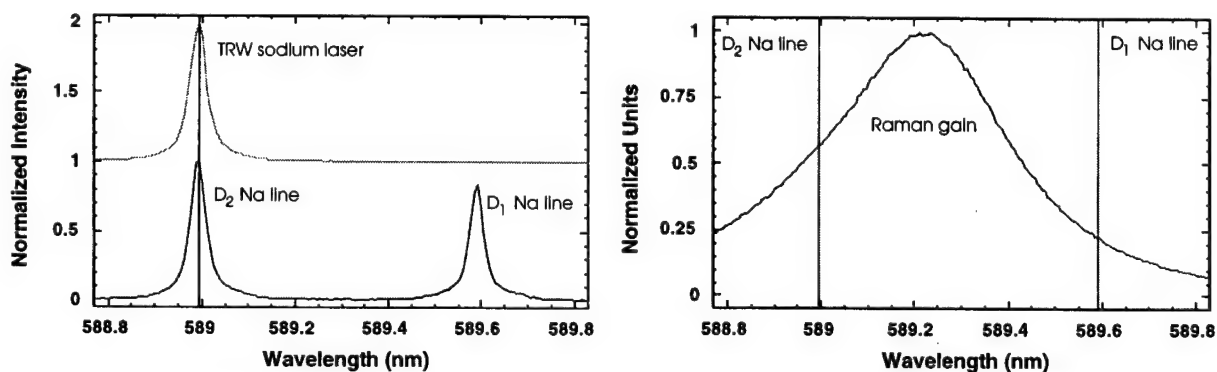 2
TRW sodium laser
1.5
1
D2 Na line
D1 Na line
0.5
0
588.8 589 589.2 589.4 589.6 589.8
Wavelength (nm)
Normalized Intensity
1
D2 Na line
D1 Na line
0.75
Raman gain
0.5
0.25
0
588.8 589 589.2 589.4 589.6 589.8
Wavelength (nm)
Normalized Units